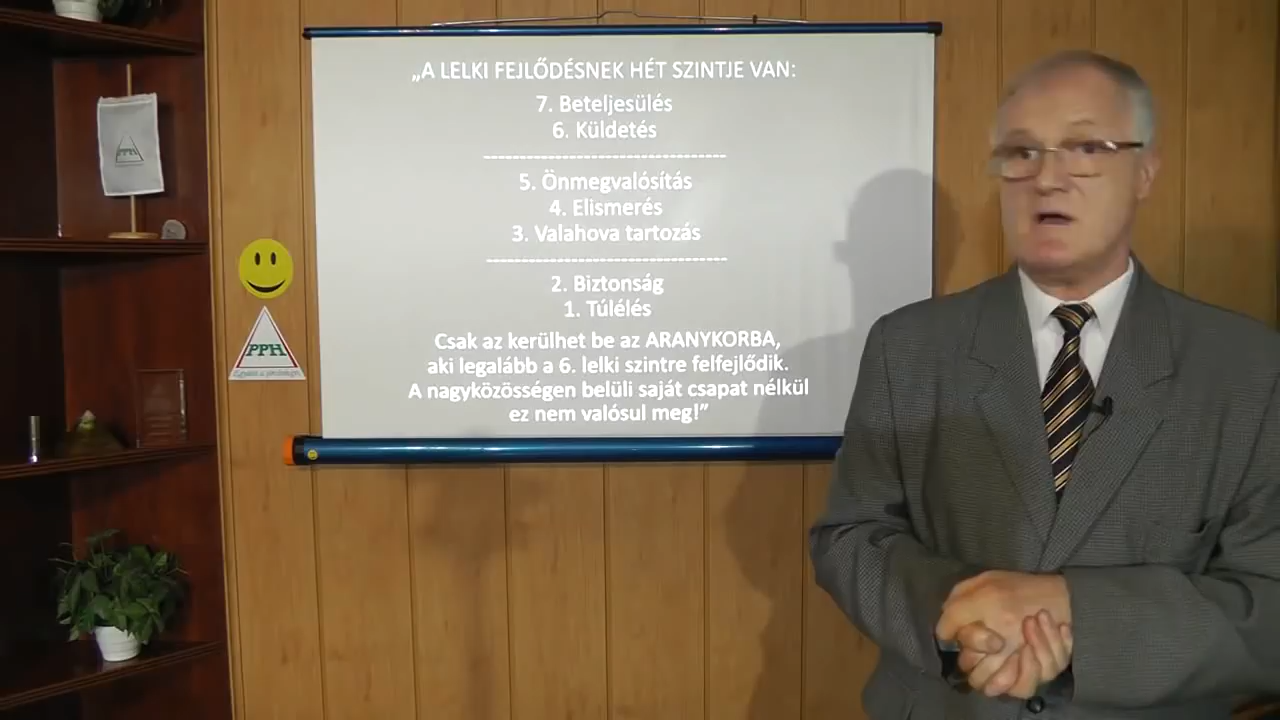 „A LELKI FEJLŐDÉSNEK HÉT SZINTJE VAN:
7. Beteljesülés
6. Küldetés
--------------------------
5. Önmegvalósítás
4. Elismerés
3. Valahova tartozás
--------------------------
2. Biztonság
1. Túlélés
Csak az kerülhet be az ARANYKORBA,
aki legalább a 6. lelki szintre felfejlődik.
A nagyközösségen belüli saját csapat nélkül
ez nem valósul meg!”
PPH
PPH